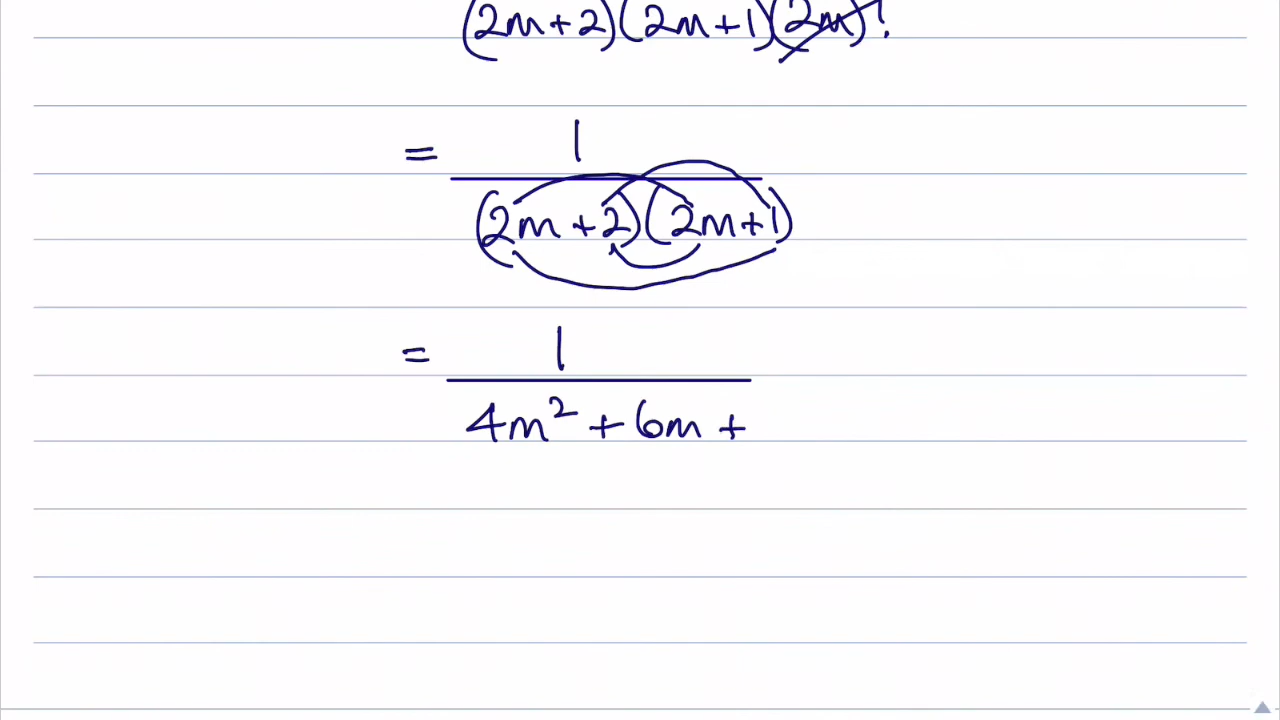 (2m+2)(2m+1)(2m)!
= 1
(2m+2)(2m+1)
= 1
4m² + 6m +